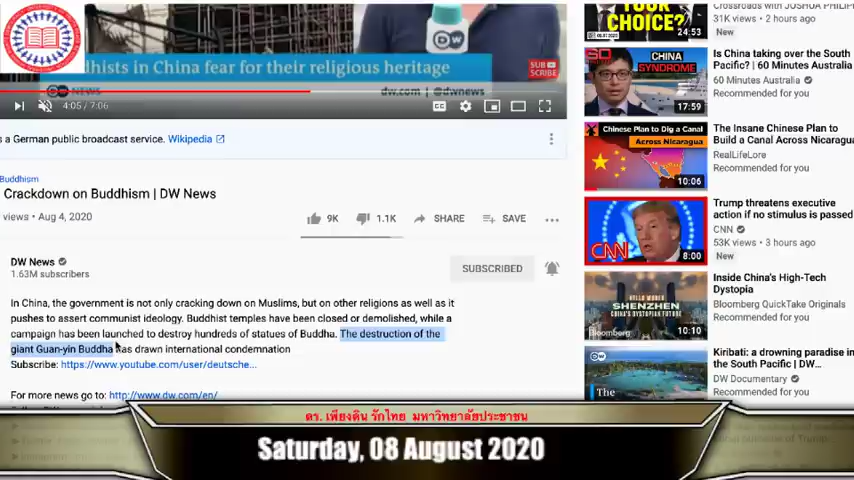 dhists in China fear for their religious heritage
DW
SUB
SCRIBE
DW NEWS
dw.com | @dwnews
4:05 / 7:06
s a German public broadcast service. Wikipedia
Buddhism
Crackdown on Buddhism | DW News
views • Aug 4, 2020
9K
1.1K
SHARE
SAVE
DW News
1.63M subscribers
SUBSCRIBED
In China, the government is not only cracking down on Muslims, but on other religions as well as it
pushes to assert communist ideology. Buddhist temples have been closed or demolished, while a
campaign has been launched to destroy hundreds of statues of Buddha. The destruction of the
giant Guan-yin Buddha has drawn international condemnation
Subscribe: https://www.youtube.com/user/deutsche...
For more news go to: http://www.dw.com/en/
YOUR
CHOICE?
24:53
Crossroads with JOSHUA PHILIP
31K views • 2 hours ago
New
60
CHINA
SYNDROME
17:59
Is China taking over the South
Pacific? | 60 Minutes Australia
60 Minutes Australia
Recommended for you
Chinese Plan to Dig a Canal
Across Nicaragua
10:06
The Insane Chinese Plan to
Build a Canal Across Nicaragua
RealLifeLore
Recommended for you
CNN
8:00
Trump threatens executive
action if no stimulus is passed
CNN
53K views • 3 hours ago
New
HELLO WORLD
SHENZHEN
CHINA'S DYSTOPIAN FUTURE
10:10
Inside China's High-Tech
Dystopia
Bloomberg QuickTake Originals
Recommended for you
DW
The
Kiribati: a drowning paradise in
the South Pacific | DW...
DW Documentary
Recommended for you
ดร. เพียงดิน รักไทย มหาวิทยาลัยประชาชน
Saturday, 08 August 2020